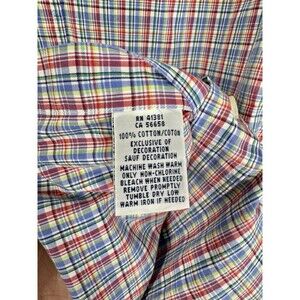 RN 41381
CA 56658
100% COTTON/COTON
EXCLUSIVE OF
DECORATION
SAUF DECORATION
MACHINE WASH WARM
ONLY NON-CHLORINE
BLEACH WHEN NEEDED
REMOVE PROMPTLY
TUMBLE DRY LOW
WARM IRON IF NEEDED